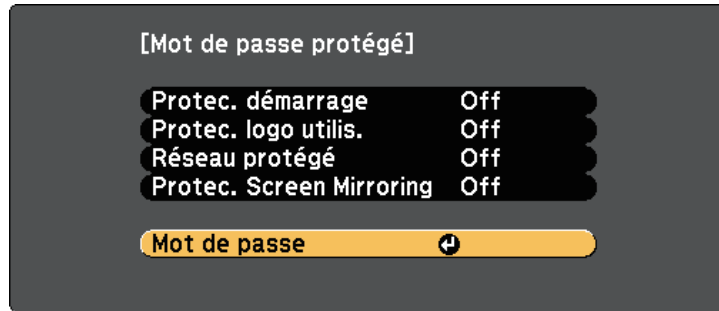 [Mot de passe protégé]
Protec. démarrage Off
Protec. logo utilis. Off
Réseau protégé Off
Protec. Screen Mirroring Off
Mot de passe